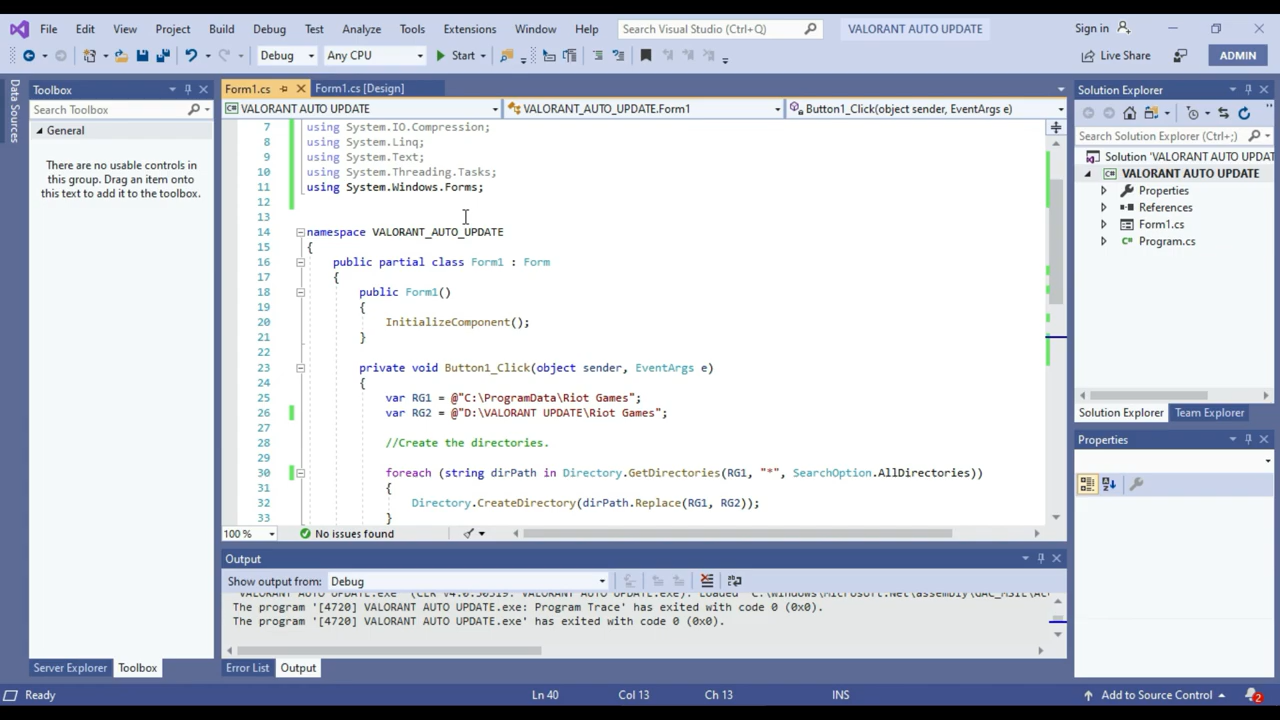 File Edit View Project Build Debug Test Analyze Tools Extensions Window Help Search Visual Studio (Ctrl+Q) VALORANT AUTO UPDATE Sign in
Debug Any CPU Start Live Share ADMIN
Data Sources
Toolbox
Search Toolbox
General
There are no usable controls in
this group. Drag an item onto
this text to add it to the toolbox.
Server Explorer Toolbox
Form1.cs Form1.cs [Design]
VALORANT AUTO UPDATE VALORANT_AUTO_UPDATE.Form1 Button1_Click(object sender, EventArgs e)
7 using System.IO.Compression;
8 using System.Linq;
9 using System.Text;
10 using System.Threading.Tasks;
11 using System.Windows.Forms;
12
13
14 namespace VALORANT_AUTO_UPDATE
15 {
16 public partial class Form1 : Form
17 {
18 public Form1()
19 {
20 InitializeComponent();
21 }
22
23 private void Button1_Click(object sender, EventArgs e)
24 {
25 var RG1 = @"C:\ProgramData\Riot Games";
26 var RG2 = @"D:\VALORANT UPDATE\Riot Games";
27
28 //Create the directories.
29
30 foreach (string dirPath in Directory.GetDirectories(RG1, "*", SearchOption.AllDirectories))
31 {
32 Directory.CreateDirectory(dirPath.Replace(RG1, RG2));
33 }
100 % No issues found
Output
Show output from: Debug
The program '[4720] VALORANT AUTO UPDATE.exe: Program Trace' has exited with code 0 (0x0).
The program '[4720] VALORANT AUTO UPDATE.exe' has exited with code 0 (0x0).
Error List Output
Solution Explorer
Search Solution Explorer (Ctrl+;)
Solution 'VALORANT AUTO UPDAT
VALORANT AUTO UPDATE
Properties
References
Form1.cs
Program.cs
Solution Explorer Team Explorer
Properties
Ready Ln 40 Col 13 Ch 13 INS Add to Source Control 2